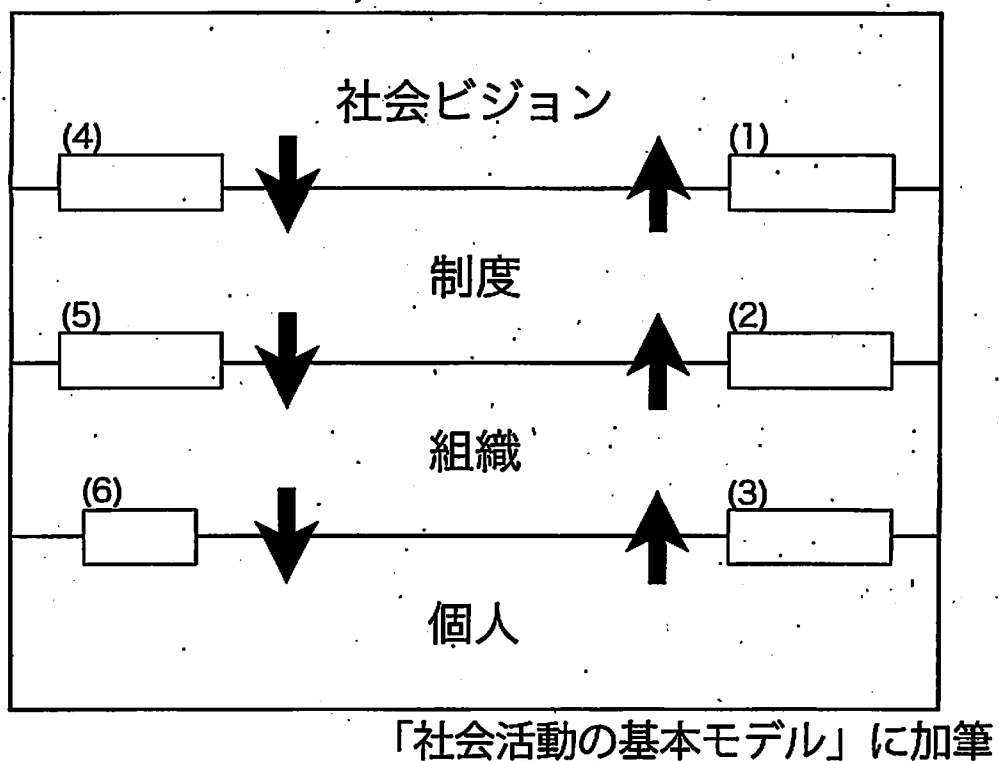 社会ビジョン
(4) (1)
制度
(5) (2)
組織
(6) (3)
個人
「社会活動の基本モデル」に加筆